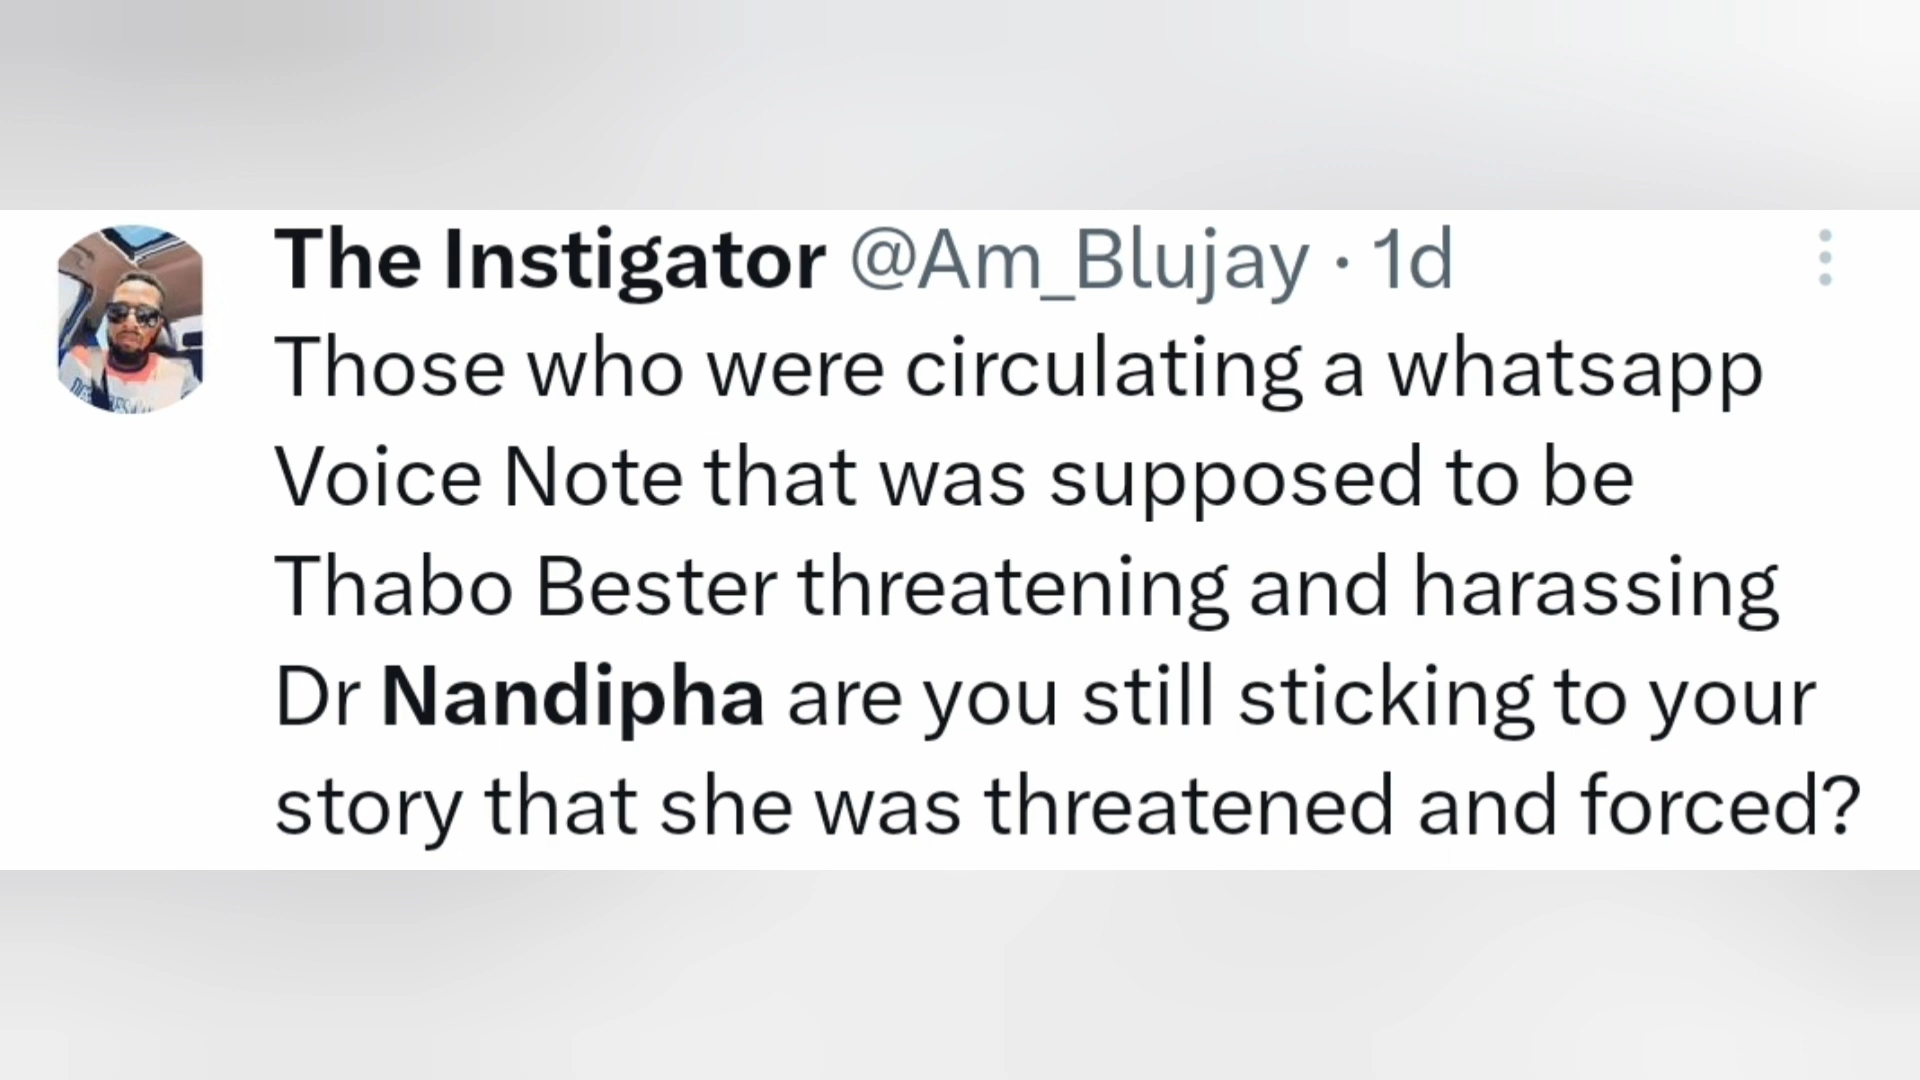 The Instigator @Am_Blujay · 1d
Those who were circulating a whatsapp
Voice Note that was supposed to be
Thabo Bester threatening and harassing
Dr Nandipha are you still sticking to your
story that she was threatened and forced?